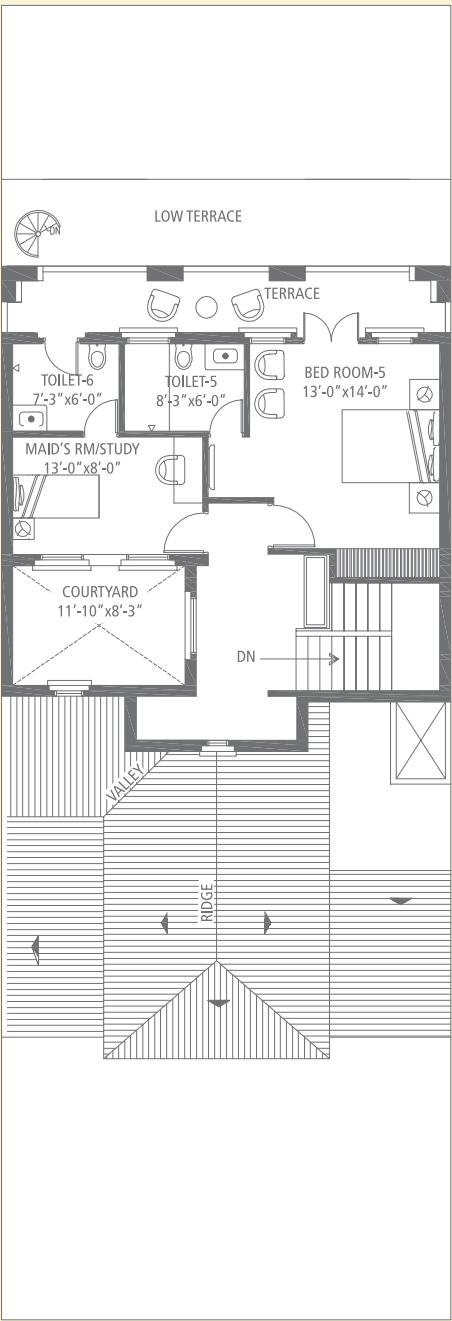 LOW TERRACE
DN
TERRACE
TOILET-6
7'-3"x6'-0"
TOILET-5
8'-3"x6'-0"
BED ROOM-5
13'-0"x14'-0"
MAID'S RM/STUDY
13'-0"x8'-0"
COURTYARD
11'-10"x8'-3"
DN
VALLEY
RIDGE